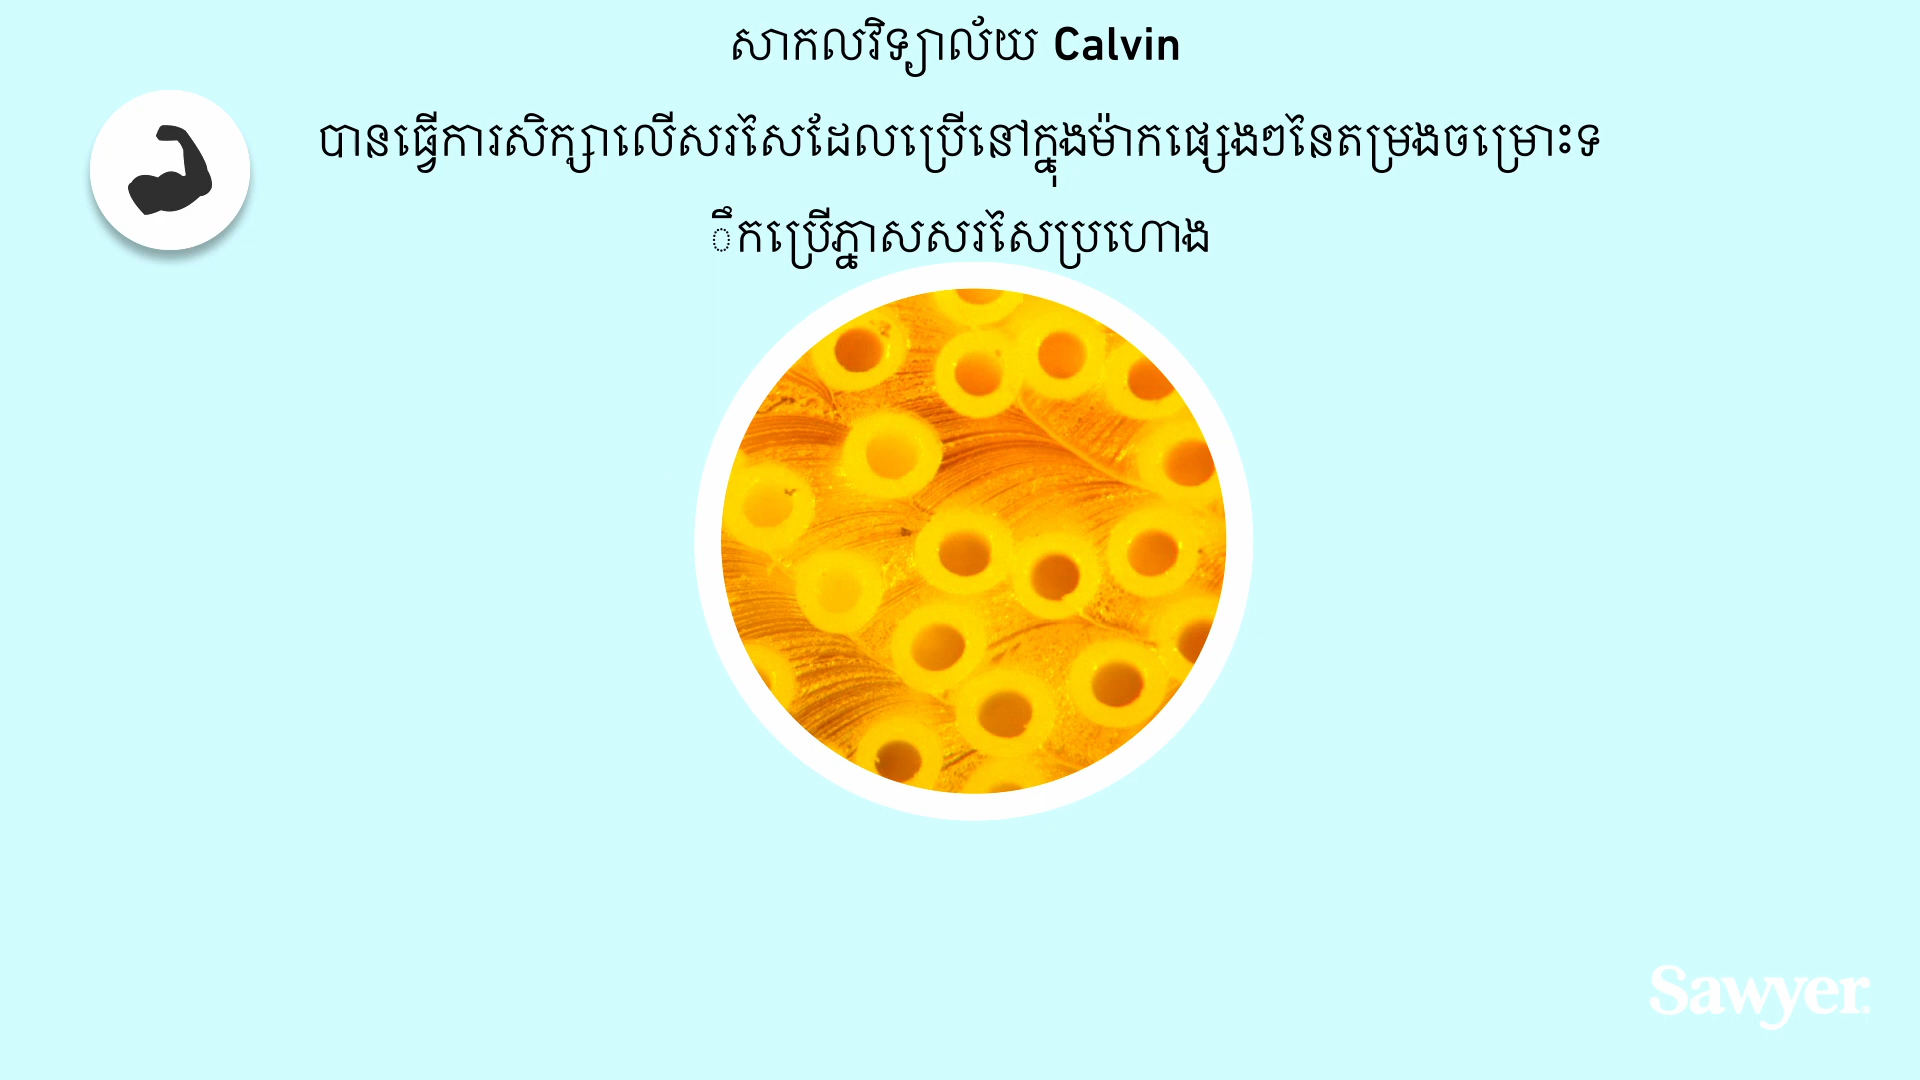 សាកលវិទ្យាល័យ Calvin
បានធ្វើការសិក្សាលើសរសៃដែលប្រើនៅក្នុងម៉ាកផ្សេងៗនៃតម្រងចម្រោះទ
ឹកប្រើភ្នាសសរសៃប្រហោង
Sawyer